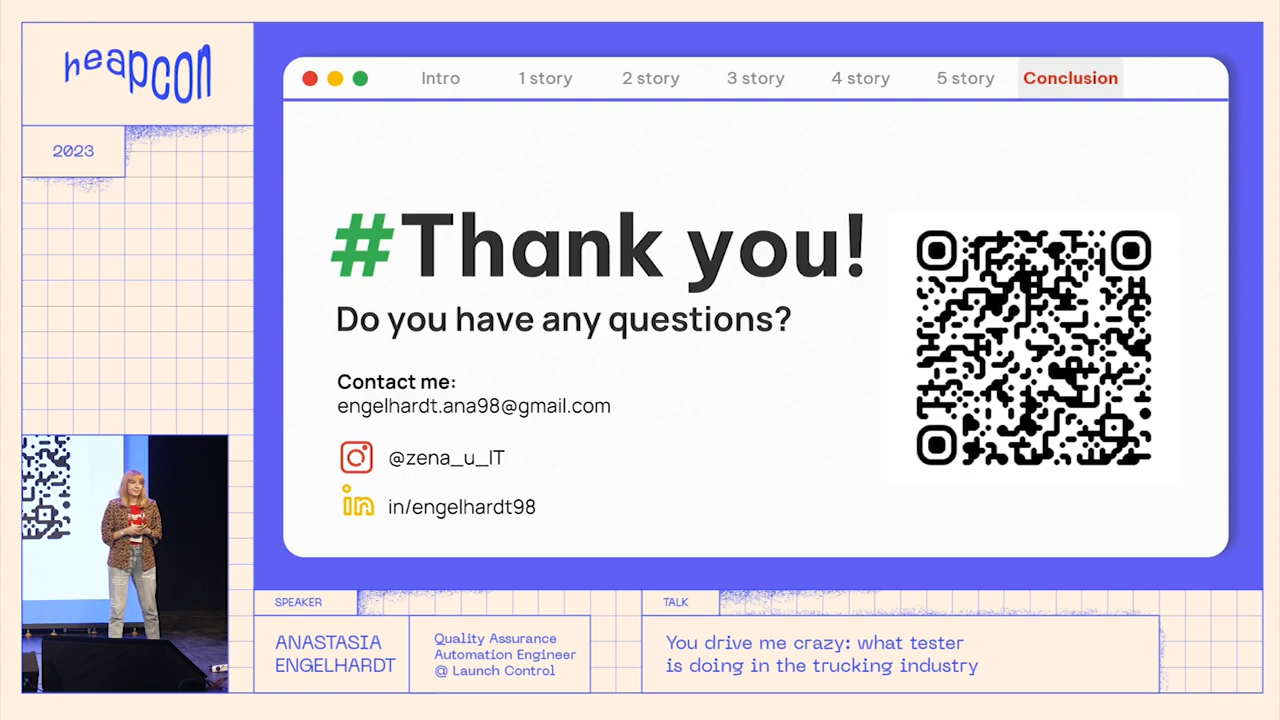 heapcon
2023
Intro
1 story
2 story
3 story
4 story
5 story
Conclusion
#Thank you!
Do you have any questions?
Contact me:
engelhardt.ana98@gmail.com
@zena_u_IT
in
in/engelhardt98
SPEAKER
ANASTASIA
ENGELHARDT
Quality Assurance
Automation Engineer
@ Launch Control
TALK
You drive me crazy: what tester
is doing in the trucking industry